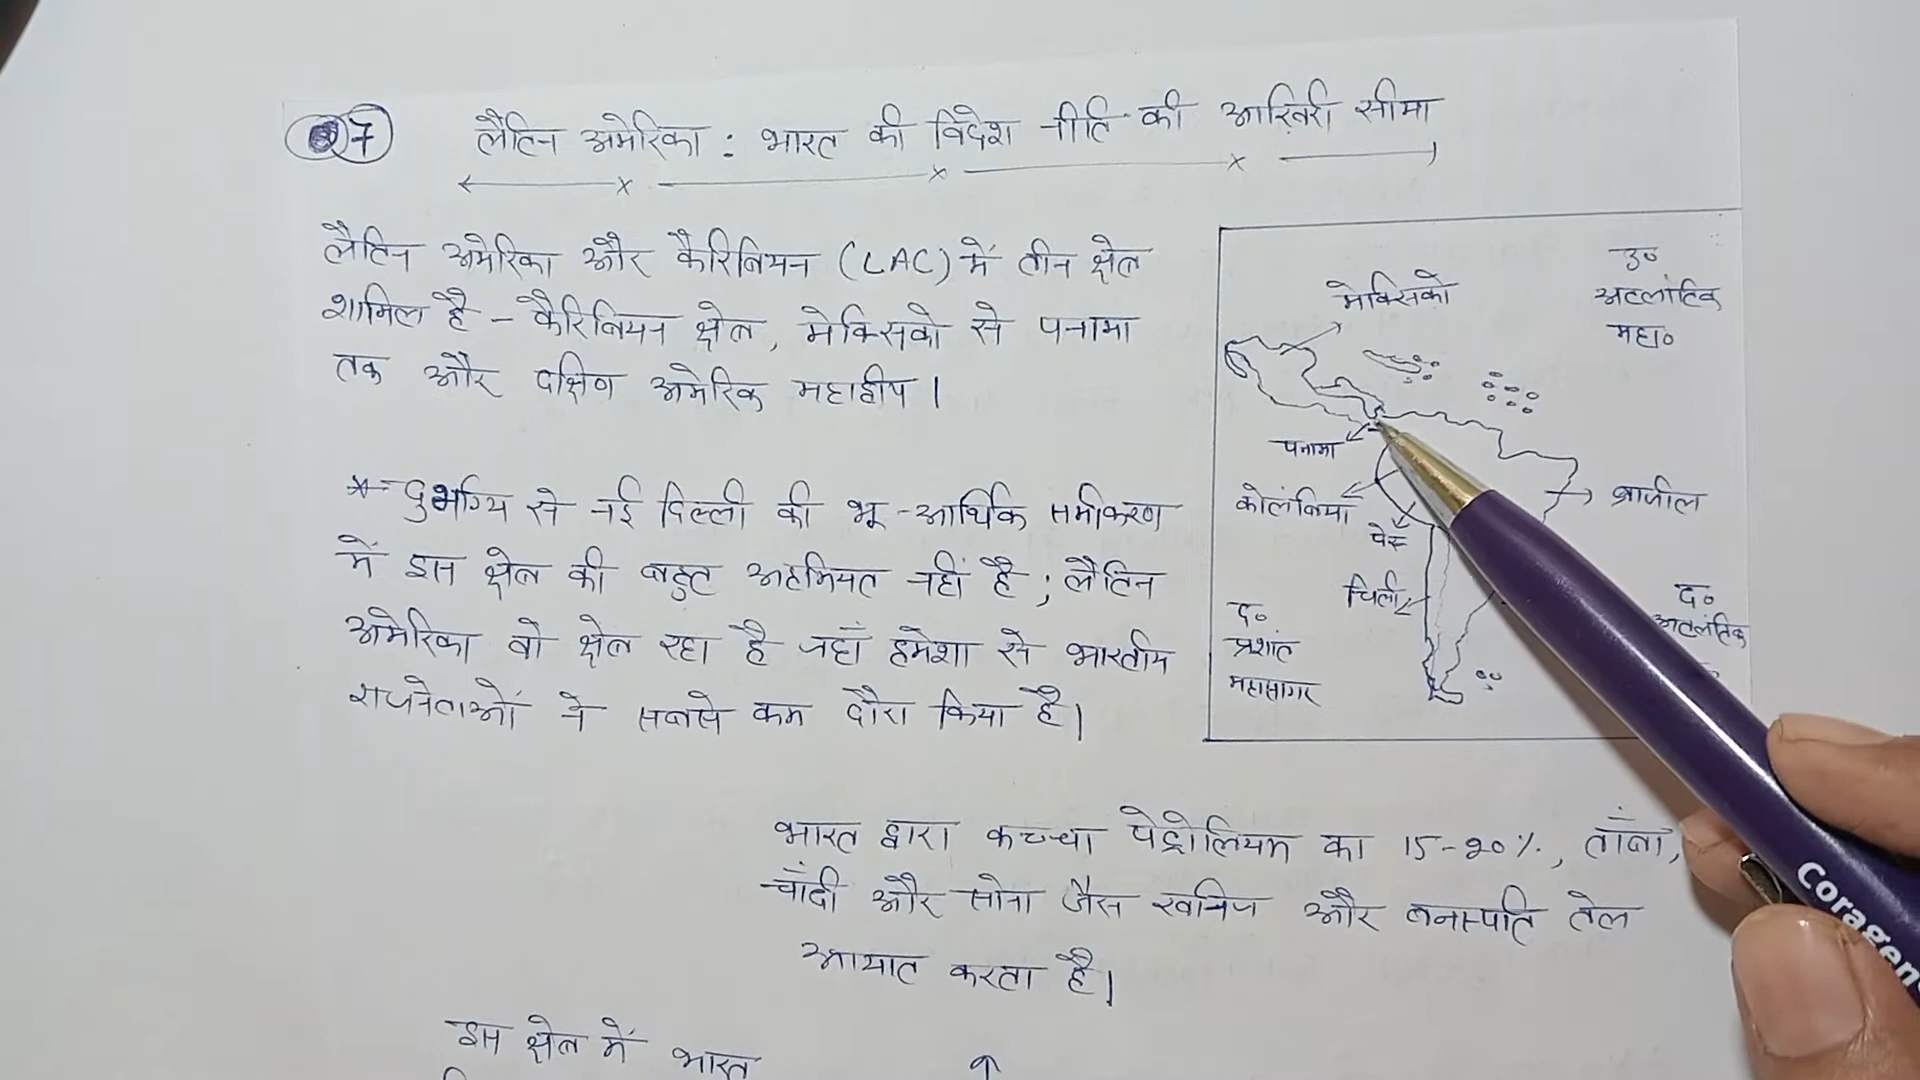 7
लैटिन अमेरिका : भारत की विदेश नीति की आख़िरी सीमा
लैटिन अमेरिका और कैरिबियन (LAC) में तीन क्षेत्र
शामिल है - कैरिबियन क्षेत्र, मेक्सिको से पनामा
तक और दक्षिण अमेरिक महाद्वीप।
* दुर्भाग्य से नई दिल्ली की भू-आर्थिक समीकरण
में इस क्षेत्र की बहुत अहमियत नहीं है; लैटिन
अमेरिका वो क्षेत्र रहा है जहाँ हमेशा से भारतीय
राजनेताओं ने सबसे कम दौरा किया है।
मेक्सिको
उ०
अटलांटिक
महा०
पनामा
कोलंबिया
पेरू
ब्राजील
चिली
द०
प्रशांत
महासागर
द०
अटलांटिक
भारत द्वारा कच्चा पेट्रोलियम का 15-20%, ताँबा,
चाँदी और सोना जैस खनिज और वनस्पति तेल
आयात करता है।
इस क्षेत्र में भारत
Coragen